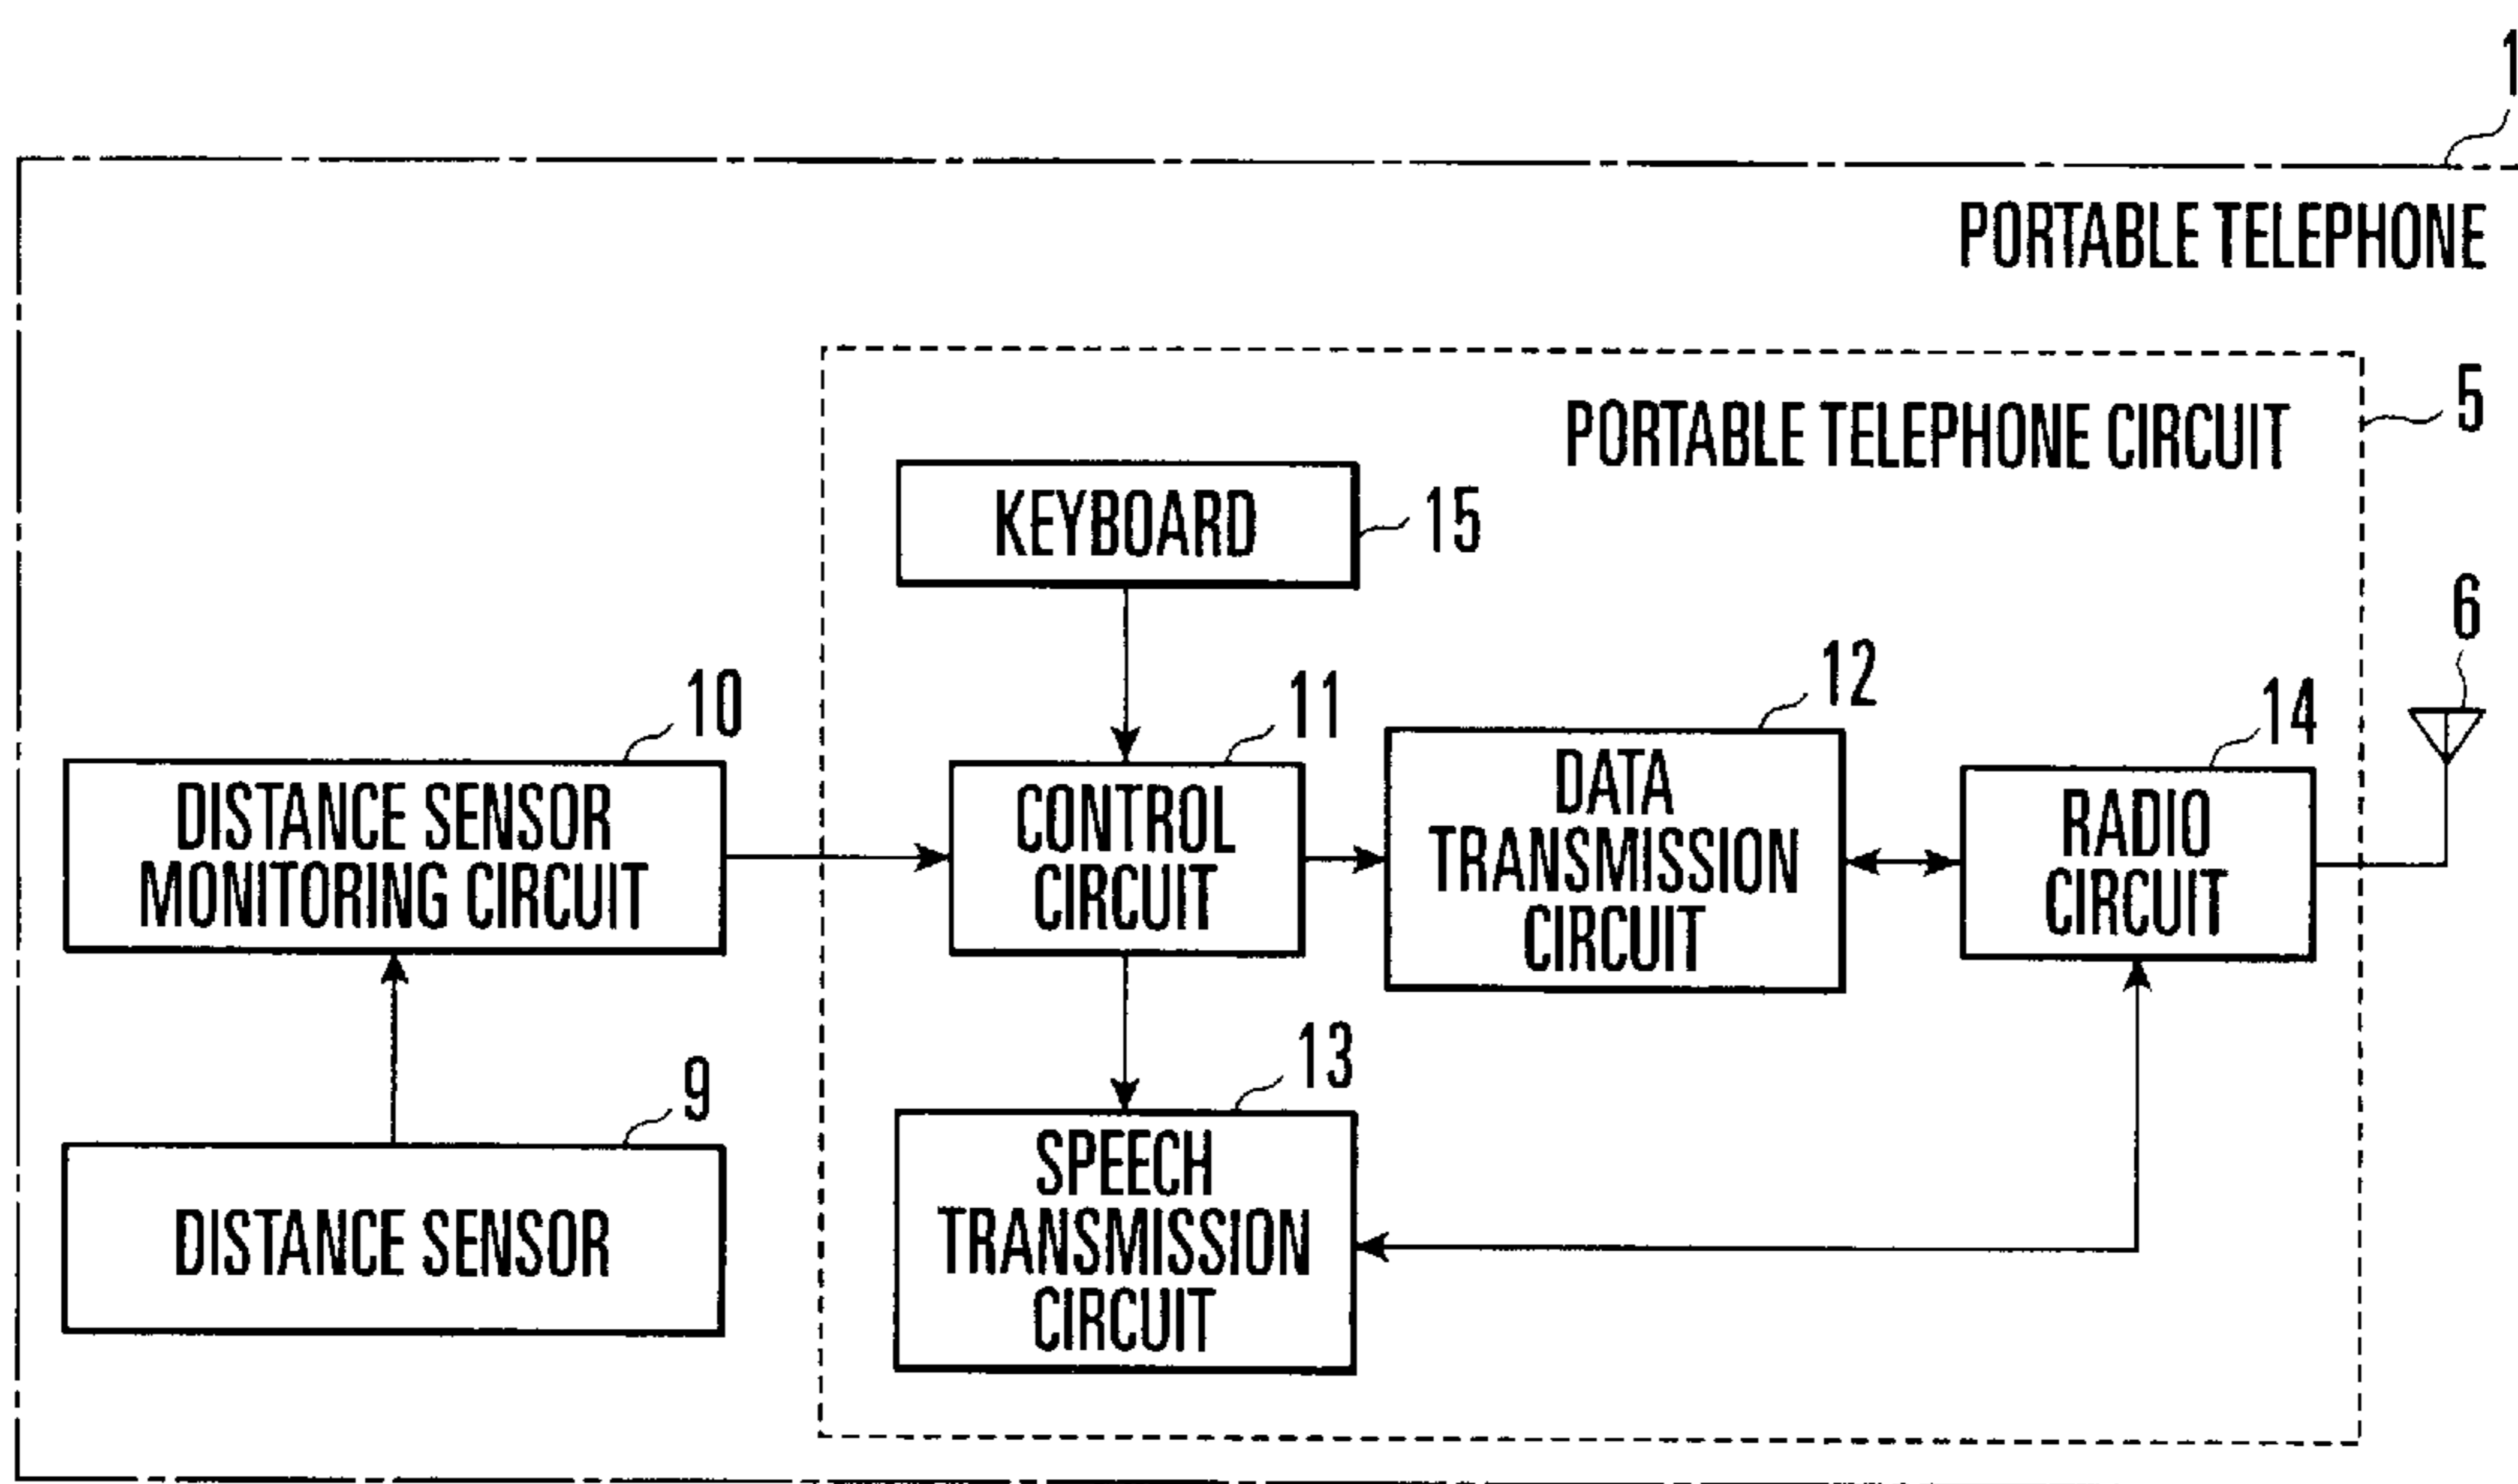 1
PORTABLE TELEPHONE
PORTABLE TELEPHONE CIRCUIT
5
KEYBOARD
15
6
10
11
12
14
DISTANCE SENSOR
MONITORING CIRCUIT
CONTROL
CIRCUIT
DATA
TRANSMISSION
CIRCUIT
RADIO
CIRCUIT
9
13
DISTANCE SENSOR
SPEECH
TRANSMISSION
CIRCUIT